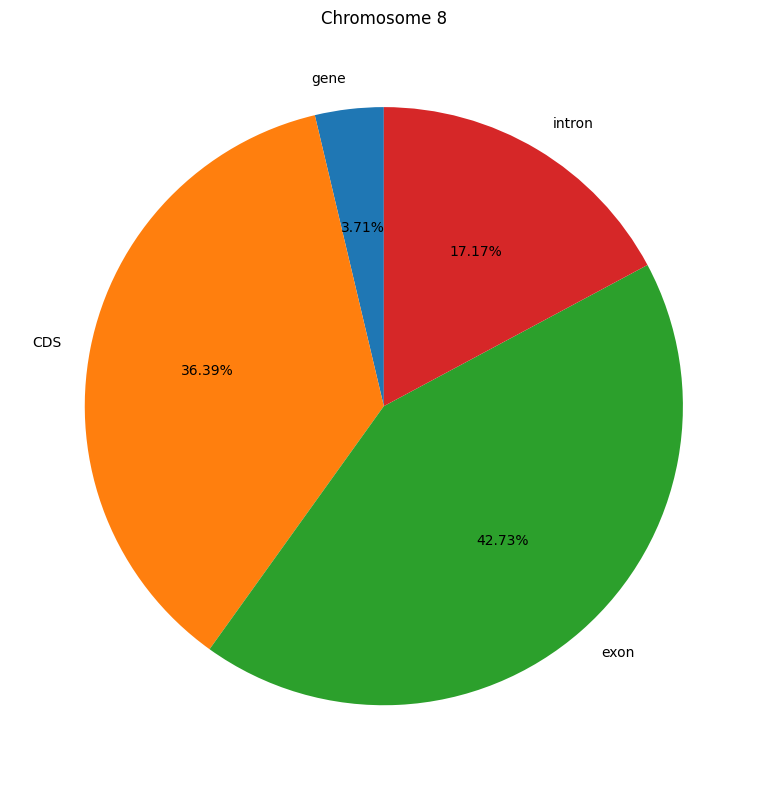 Chromosome 8
gene
intron
3.71%
17.17%
CDS
36.39%
42.73%
exon